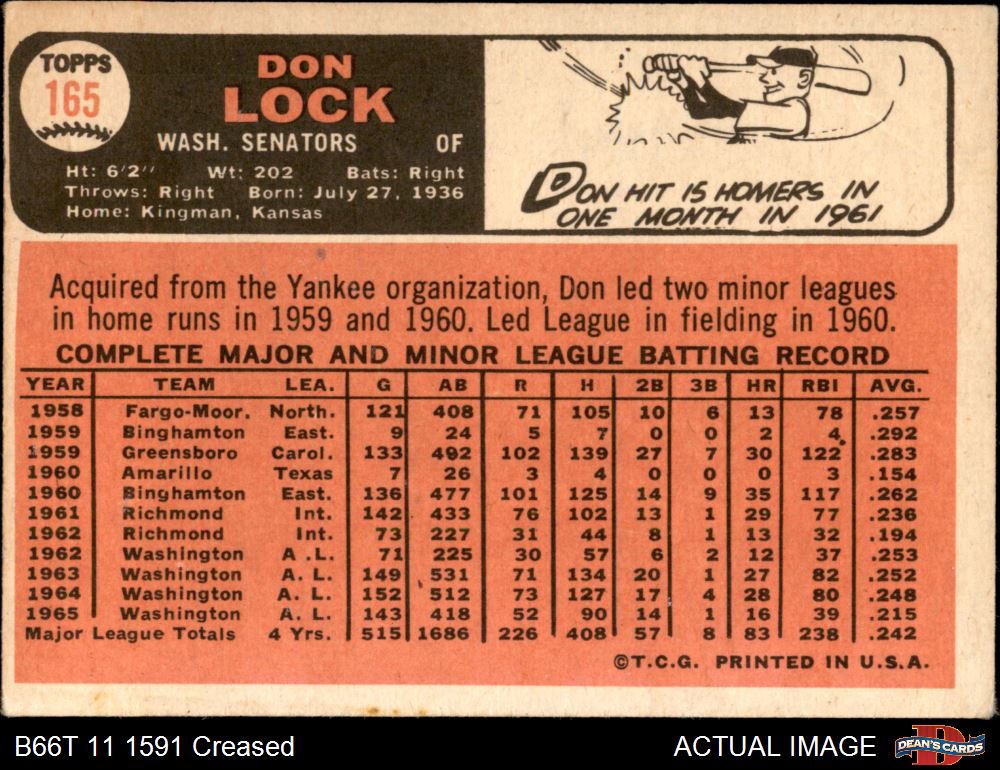 TOPPS
165
DON
LOCK
WASH. SENATORS OF
Ht: 6'2" Wt: 202 Bats: Right
Throws: Right Born: July 27, 1936
Home: Kingman, Kansas
DON HIT 15 HOMERS IN
ONE MONTH IN 1961
Acquired from the Yankee organization, Don led two minor leagues
in home runs in 1959 and 1960. Led League in fielding in 1960.
COMPLETE MAJOR AND MINOR LEAGUE BATTING RECORD
YEAR TEAM LEA. G AB R H 2B 3B HR RBI AVG.
1958 Fargo-Moor. North. 121 408 71 105 10 6 13 78 .257
1959 Binghamton East. 9 24 5 7 0 0 2 4 .292
1959 Greensboro Carol. 133 492 102 139 27 7 30 122 .283
1960 Amarillo Texas 7 26 3 4 0 0 0 3 .154
1960 Binghamton East. 136 477 101 125 14 9 35 117 .262
1961 Richmond Int. 142 433 76 102 13 1 29 77 .236
1962 Richmond Int. 73 227 31 44 8 1 13 32 .194
1962 Washington A .L. 71 225 30 57 6 2 12 37 .253
1963 Washington A. L. 149 531 71 134 20 1 27 82 .252
1964 Washington A. L. 152 512 73 127 17 4 28 80 .248
1965 Washington A. L. 143 418 52 90 14 1 16 39 .215
Major League Totals 4 Yrs. 515 1686 226 408 57 8 83 238 .242
©T.C.G. PRINTED IN U.S.A.
B66T 11 1591 Creased ACTUAL IMAGE DEAN'S CARDS